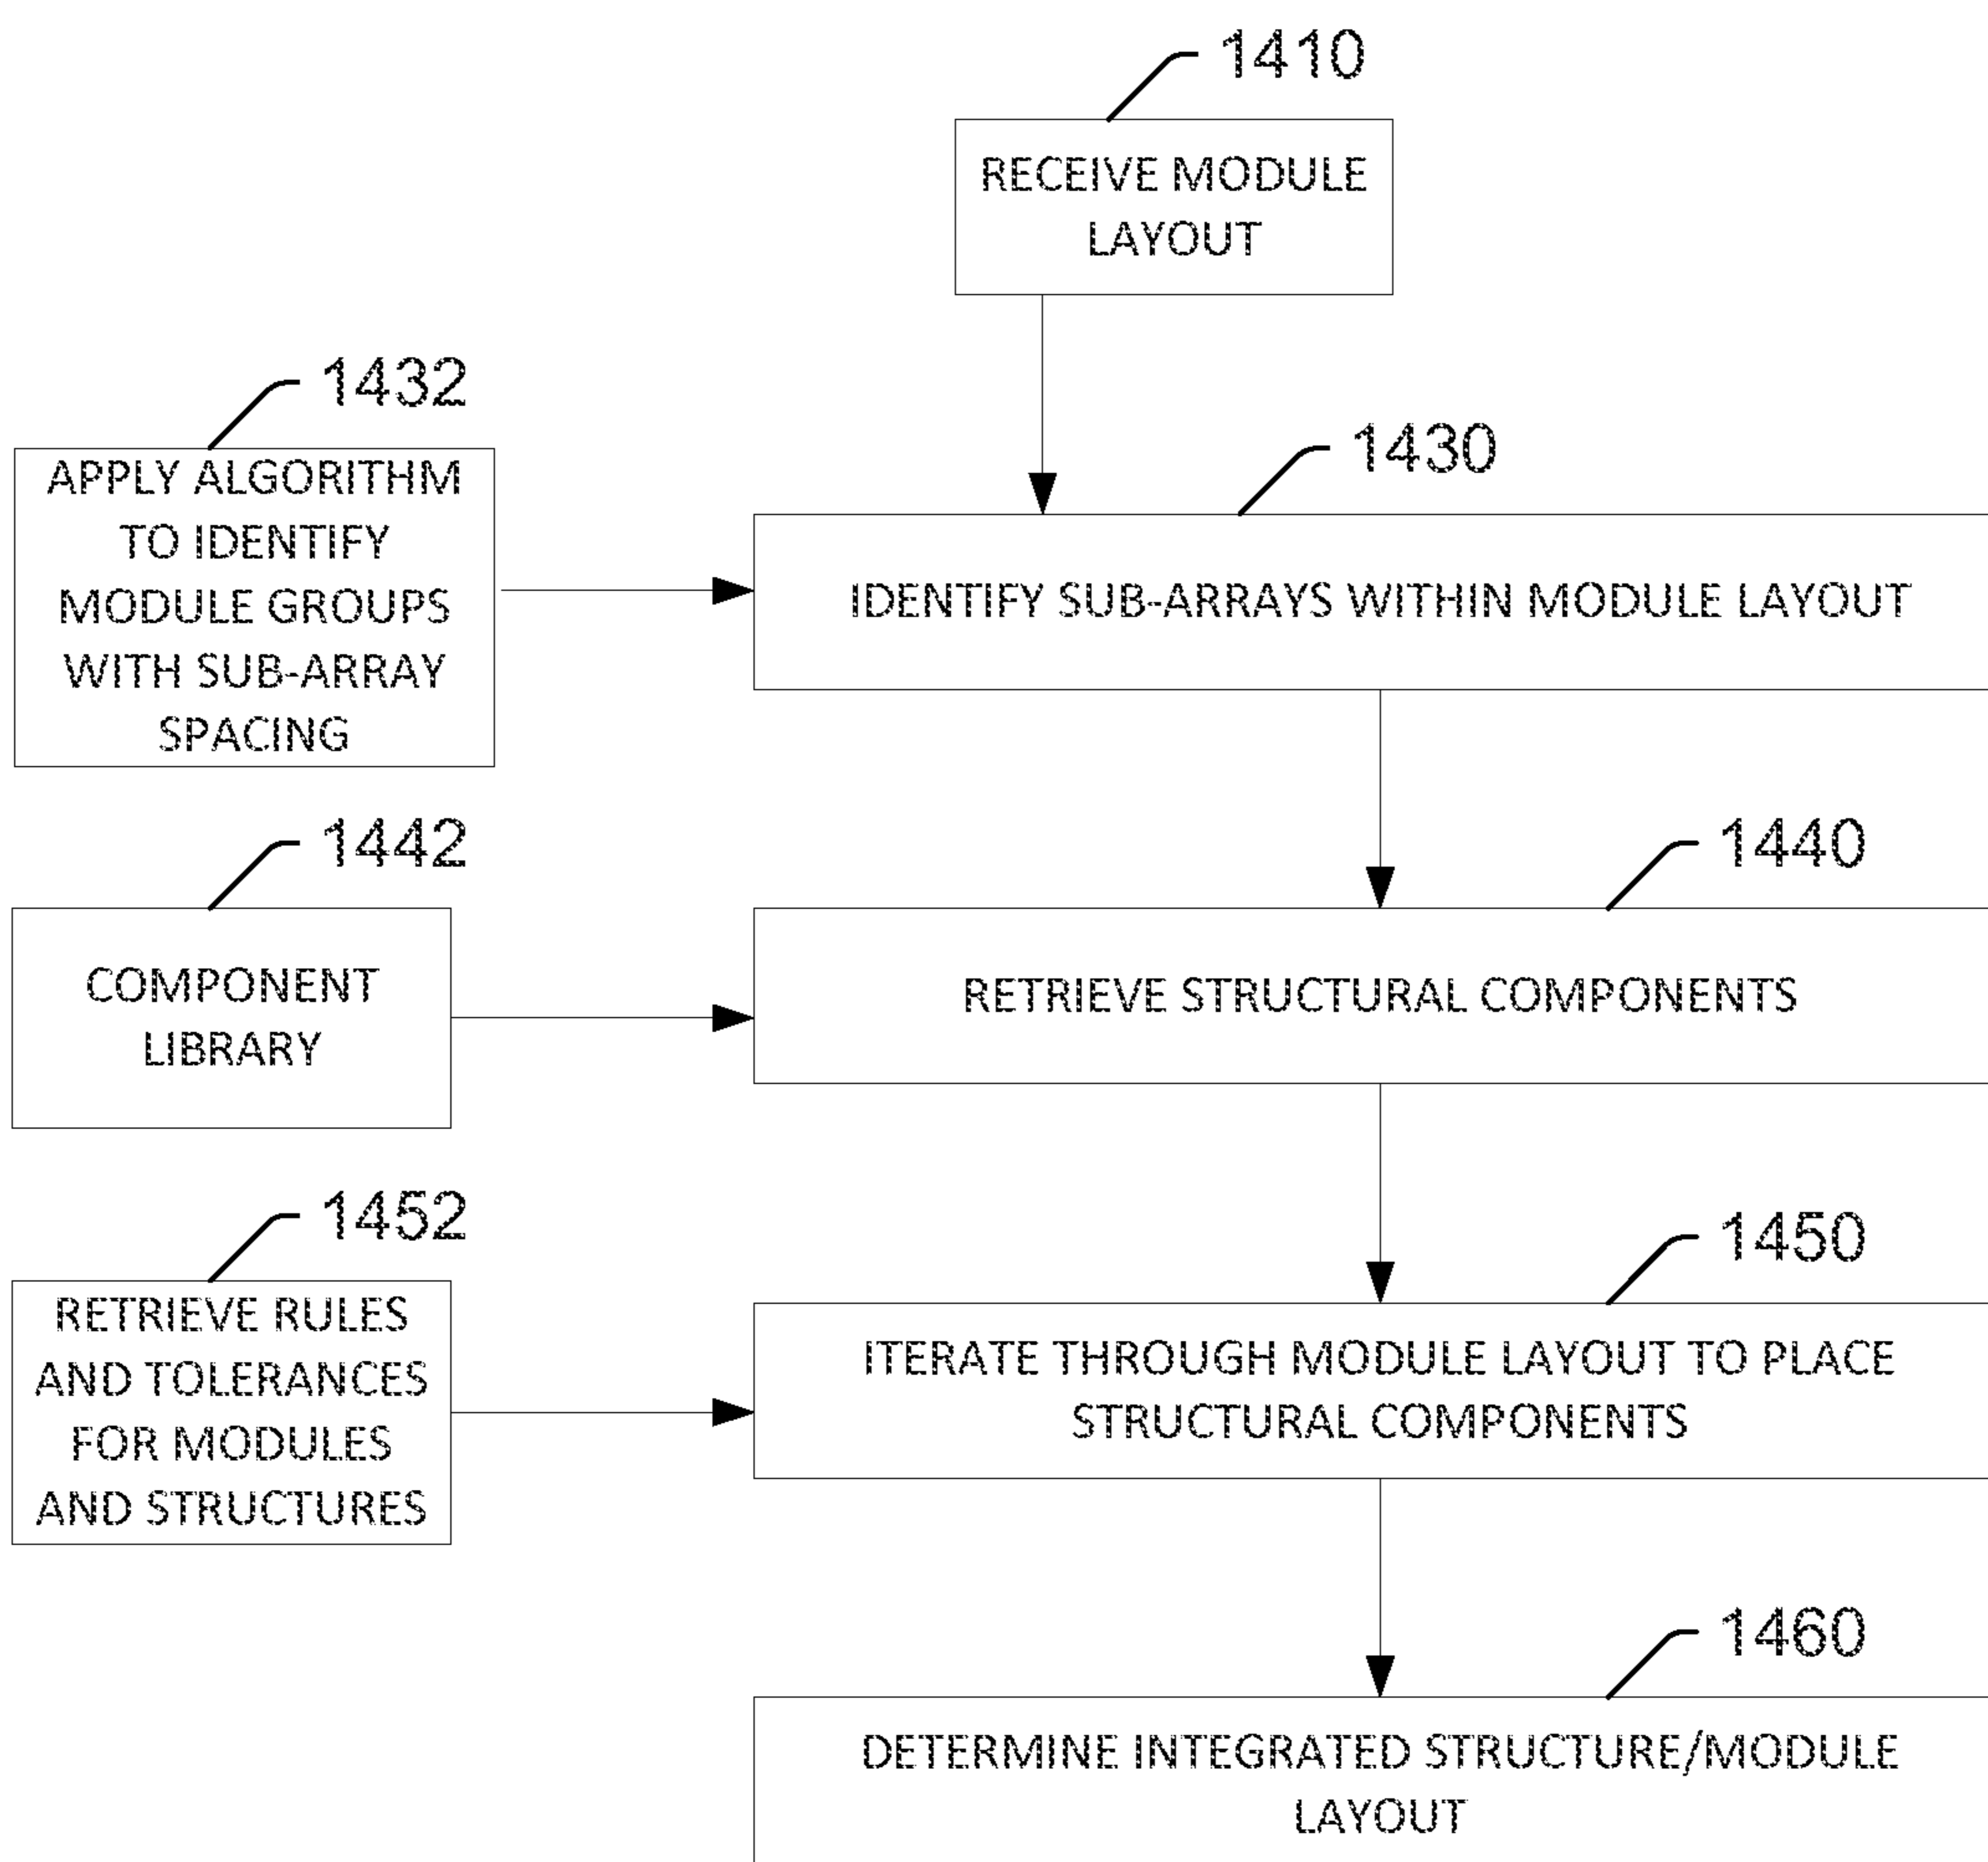 1410
RECEIVE MODULE
LAYOUT
1432
APPLY ALGORITHM
TO IDENTIFY
MODULE GROUPS
WITH SUB-ARRAY
SPACING
1430
IDENTIFY SUB-ARRAYS WITHIN MODULE LAYOUT
1442
COMPONENT
LIBRARY
1440
RETRIEVE STRUCTURAL COMPONENTS
1452
RETRIEVE RULES
AND TOLERANCES
FOR MODULES
AND STRUCTURES
1450
ITERATE THROUGH MODULE LAYOUT TO PLACE
STRUCTURAL COMPONENTS
1460
DETERMINE INTEGRATED STRUCTURE/MODULE
LAYOUT